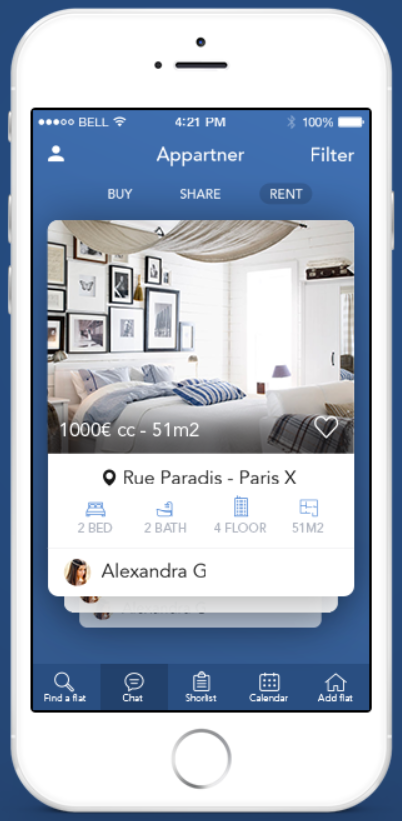 BELL 4:21 PM 100%
Appartner Filter
BUY SHARE RENT
1000€ cc - 51m2
Rue Paradis - Paris X
2 BED 2 BATH 4 FLOOR 51M2
Alexandra G
Find a flat Chat Shorlist Calendar Add flat